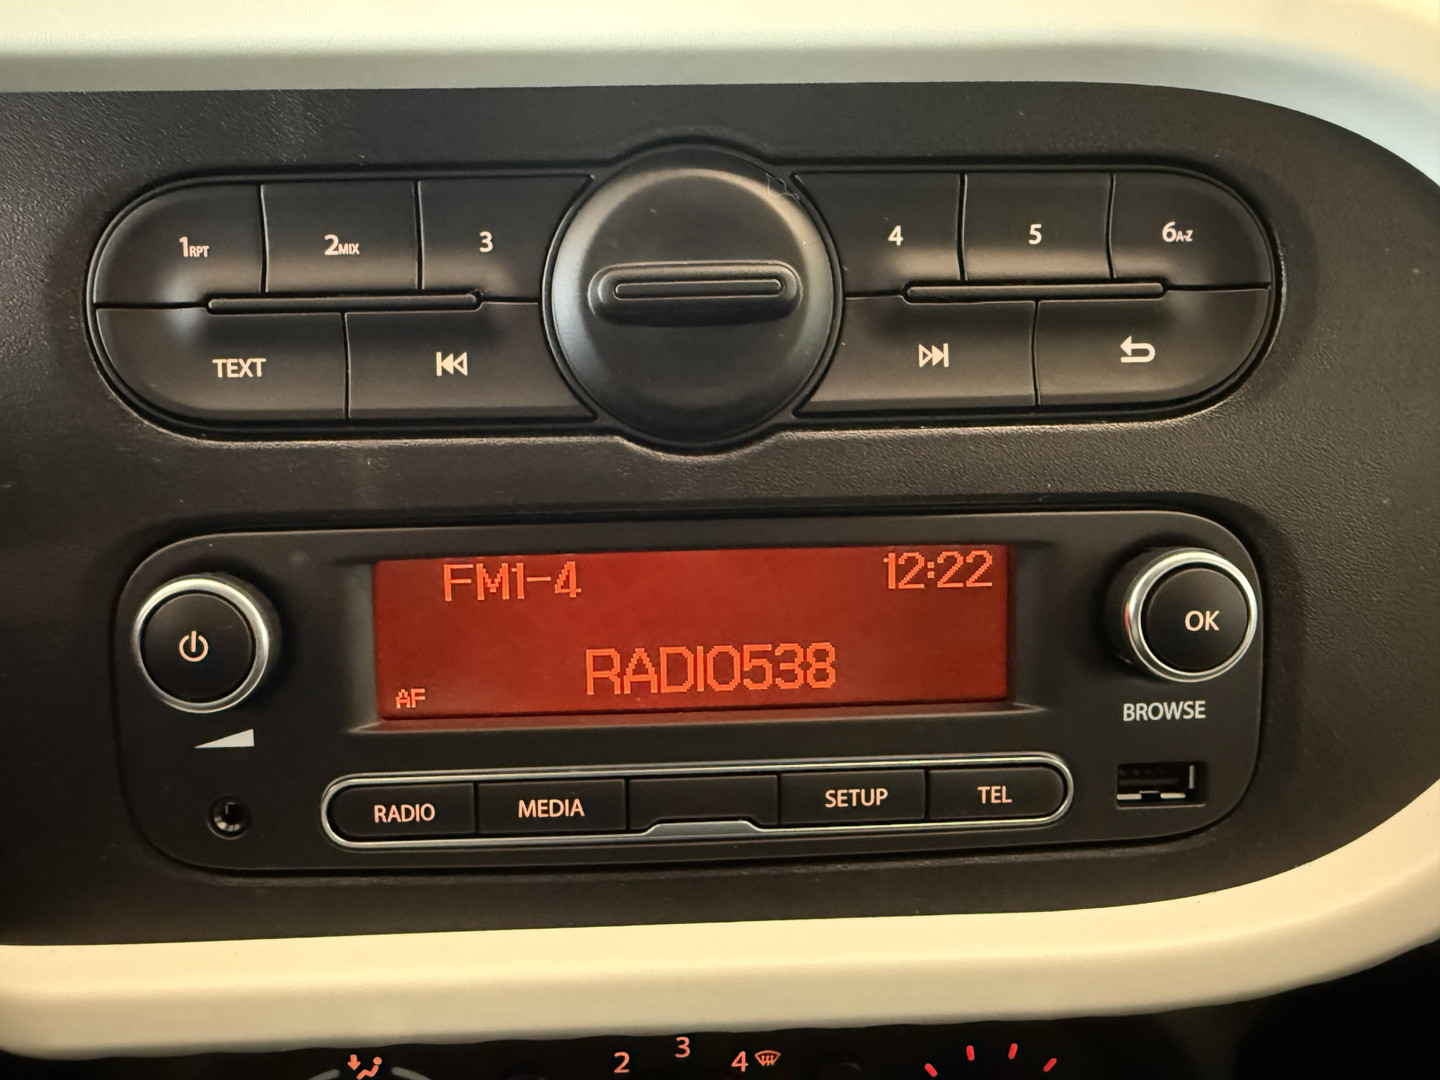 1RPT 2MIX 3 4 5 6A-Z
TEXT
FM1-4 12:22
RADIO538
AF
OK
BROWSE
RADIO MEDIA SETUP TEL
2 3 4